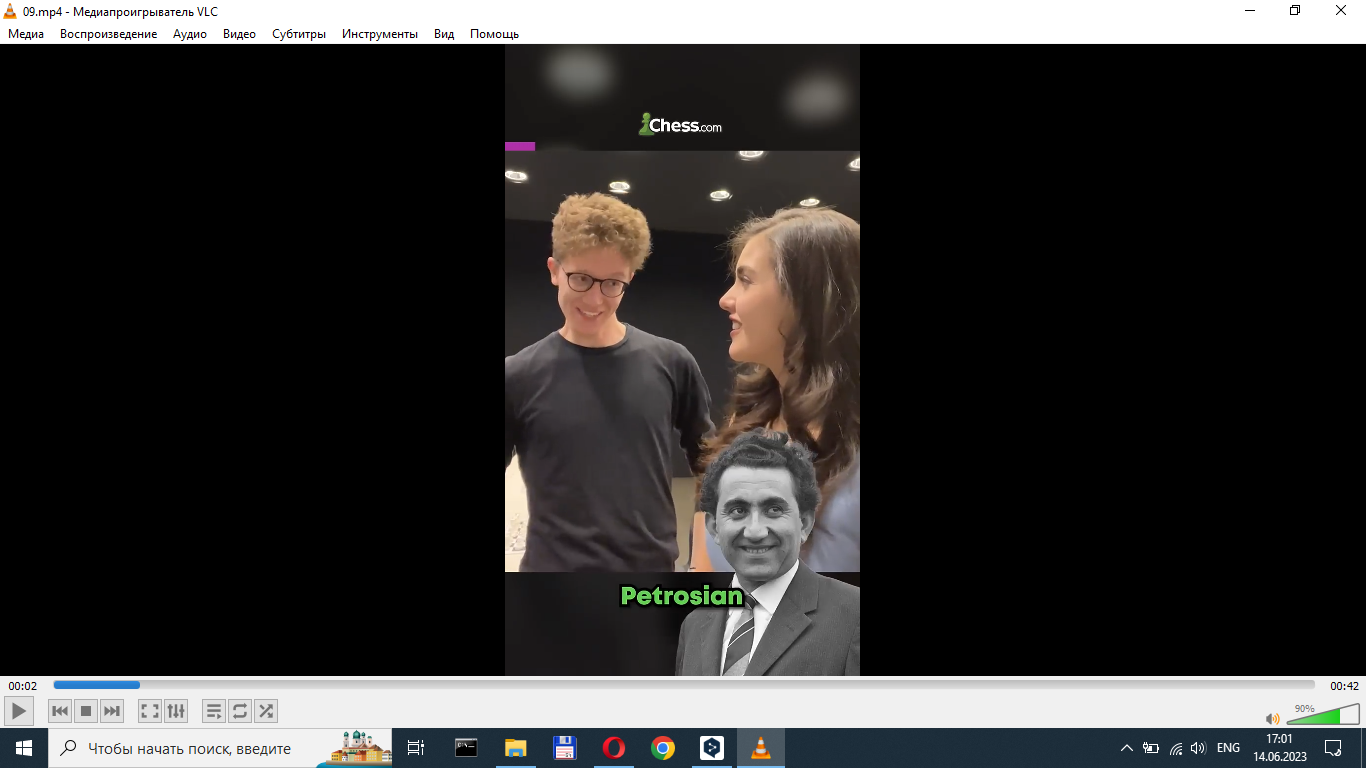 09.mp4 - Медиапроигрыватель VLC
Медиа Воспроизведение Аудио Видео Субтитры Инструменты Вид Помощь
Chess.com
Petrosian
00:02 00:42
90%
Чтобы начать поиск, введите
ENG
17:01
14.06.2023